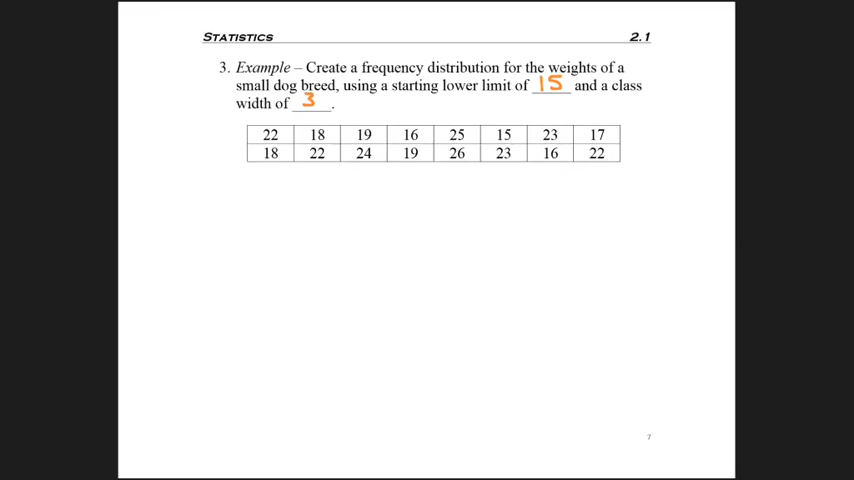 STATISTICS 2.1
3. Example – Create a frequency distribution for the weights of a
small dog breed, using a starting lower limit of 15 and a class
width of 3.
22 18 19 16 25 15 23 17
18 22 24 19 26 23 16 22
7